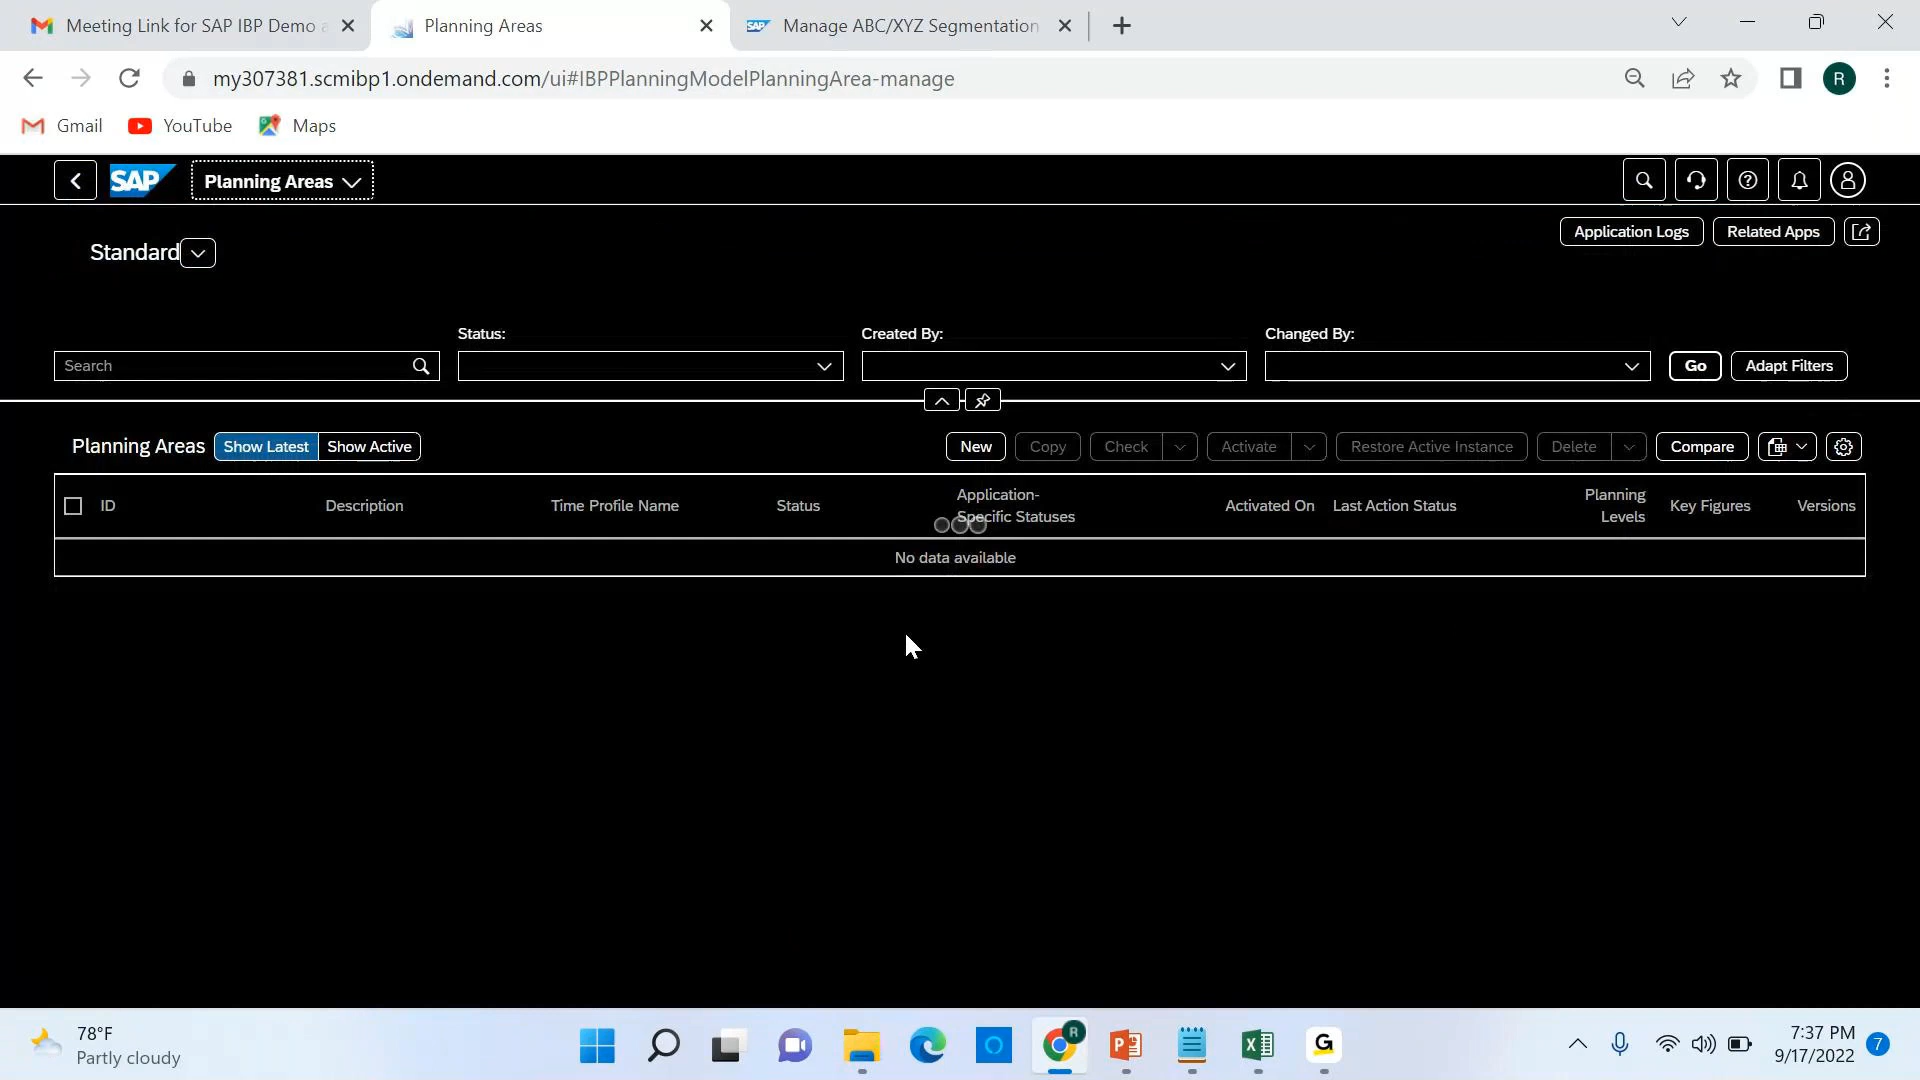 Meeting Link for SAP IBP Demo a
Planning Areas
SAP Manage ABC/XYZ Segmentation
my307381.scmibp1.ondemand.com/ui#IBPPlanningModelPlanningArea-manage
R
Gmail
YouTube
Maps
SAP
Planning Areas
Standard
Application Logs
Related Apps
Status:
Created By:
Changed By:
Search
Go
Adapt Filters
Planning Areas
Show Latest
Show Active
New
Copy
Check
Activate
Restore Active Instance
Delete
Compare
ID
Description
Time Profile Name
Status
Application-
Specific Statuses
Activated On
Last Action Status
Planning
Levels
Key Figures
Versions
No data available
78°F
Partly cloudy
R
P
X
G
7:37 PM
9/17/2022
7